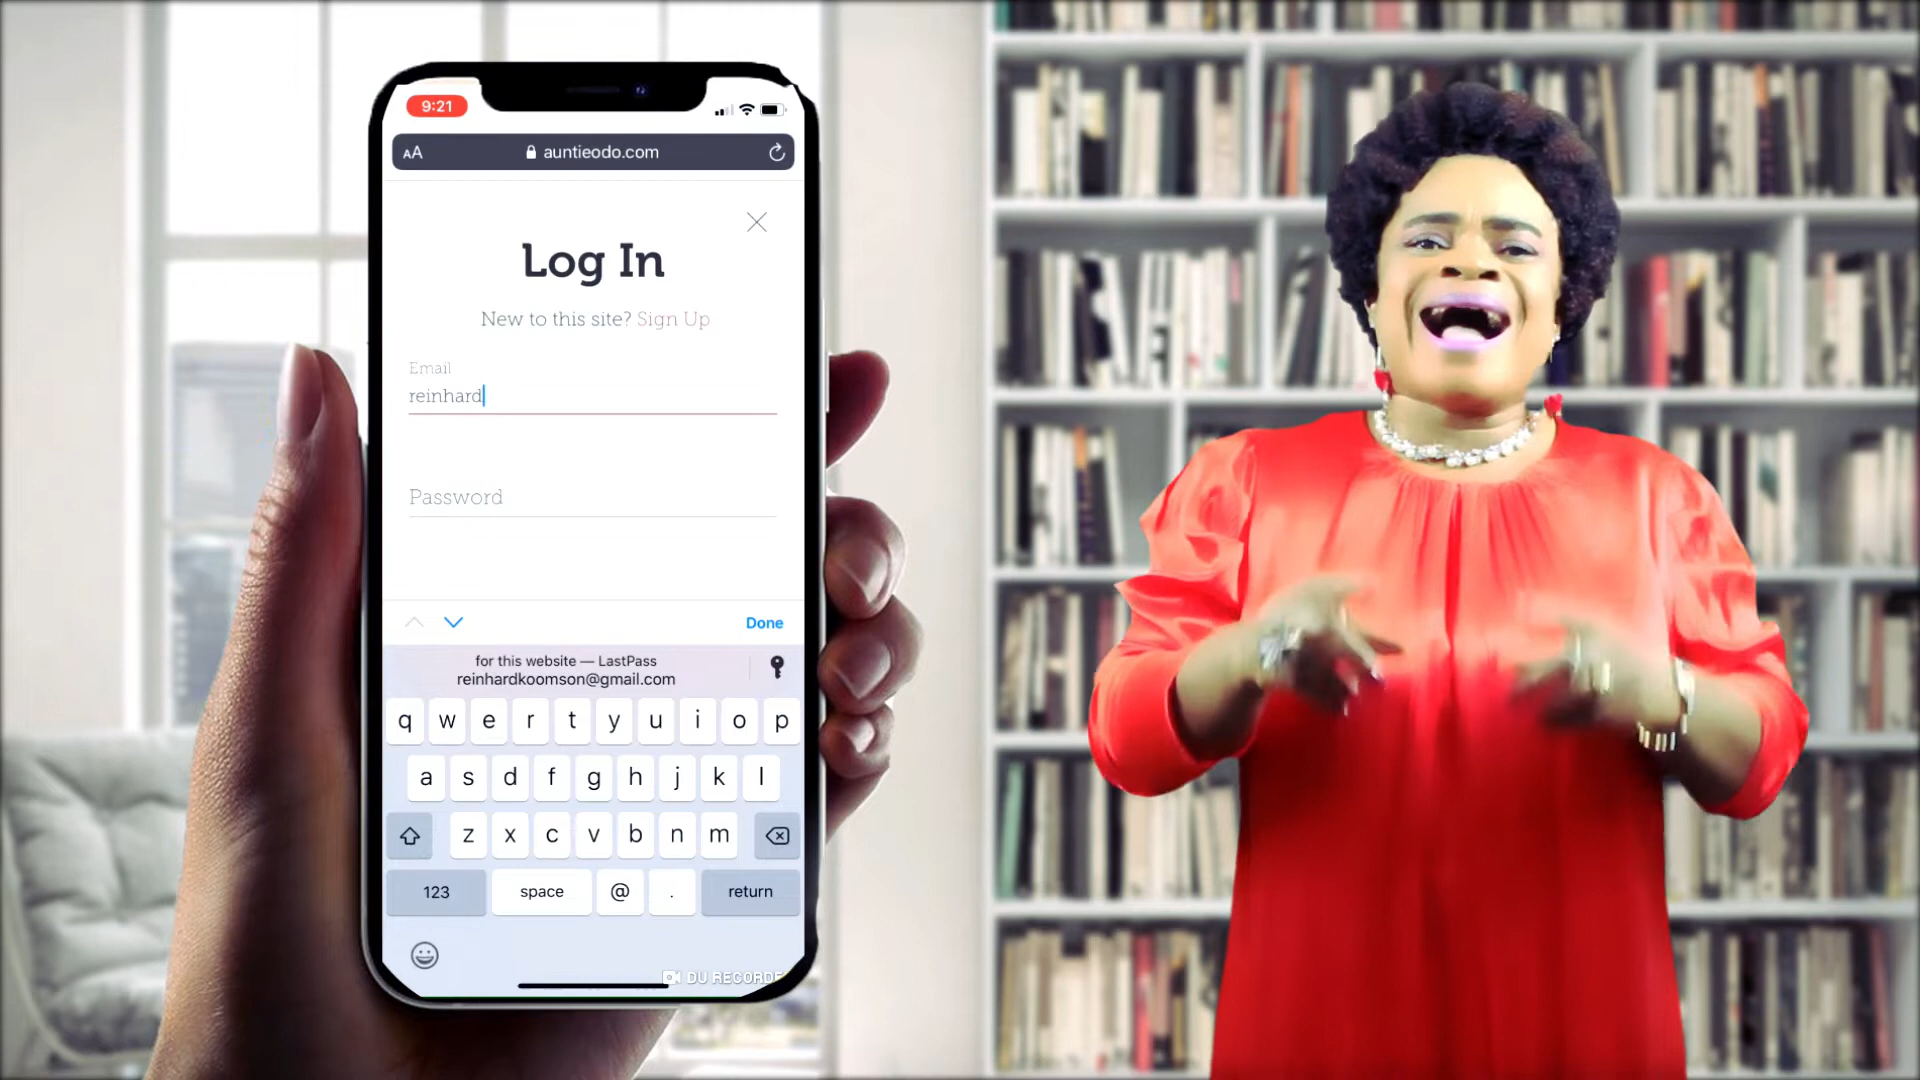 9:21
AA auntieodo.com
Log In
New to this site? Sign Up
Email
reinhard
Password
Done
for this website — LastPass
reinhardkoomson@gmail.com
q w e r t y u i o p
a s d f g h j k l
z x c v b n m
123 space @ . return
DU RECORDE